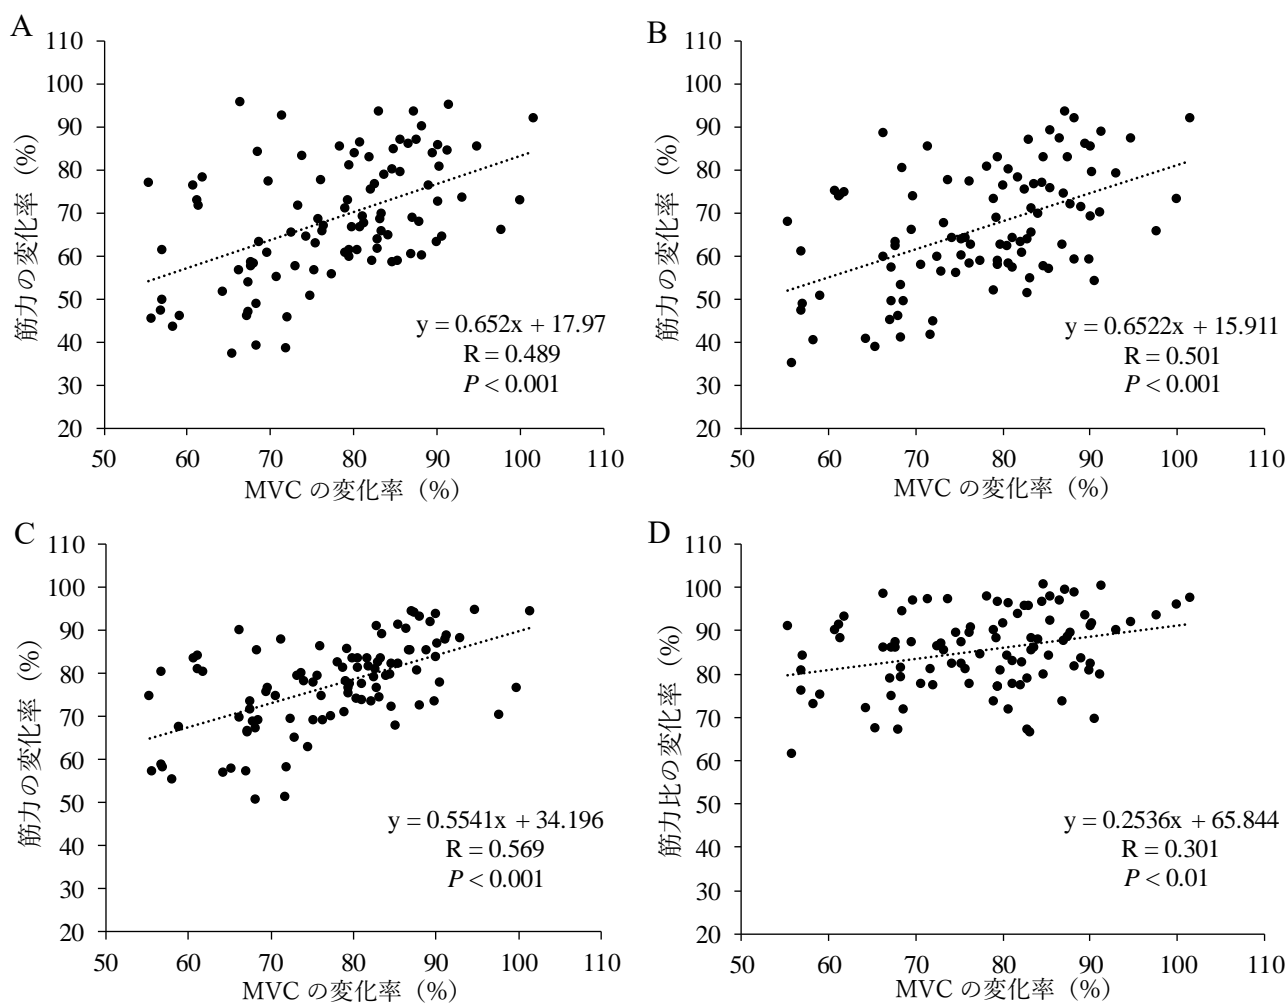 A
110
100
90
80
70
60
50
40
30
20
筋力の変化率 (%)
y = 0.652x + 17.97
R = 0.489
P < 0.001
50 60 70 80 90 100 110
MVC の変化率 (%)
B
110
100
90
80
70
60
50
40
30
20
筋力の変化率 (%)
y = 0.6522x + 15.911
R = 0.501
P < 0.001
50 60 70 80 90 100 110
MVC の変化率 (%)
C
110
100
90
80
70
60
50
40
30
20
筋力の変化率 (%)
y = 0.5541x + 34.196
R = 0.569
P < 0.001
50 60 70 80 90 100 110
MVC の変化率 (%)
D
110
100
90
80
70
60
50
40
30
20
筋力比の変化率 (%)
y = 0.2536x + 65.844
R = 0.301
P < 0.01
50 60 70 80 90 100 110
MVC の変化率 (%)